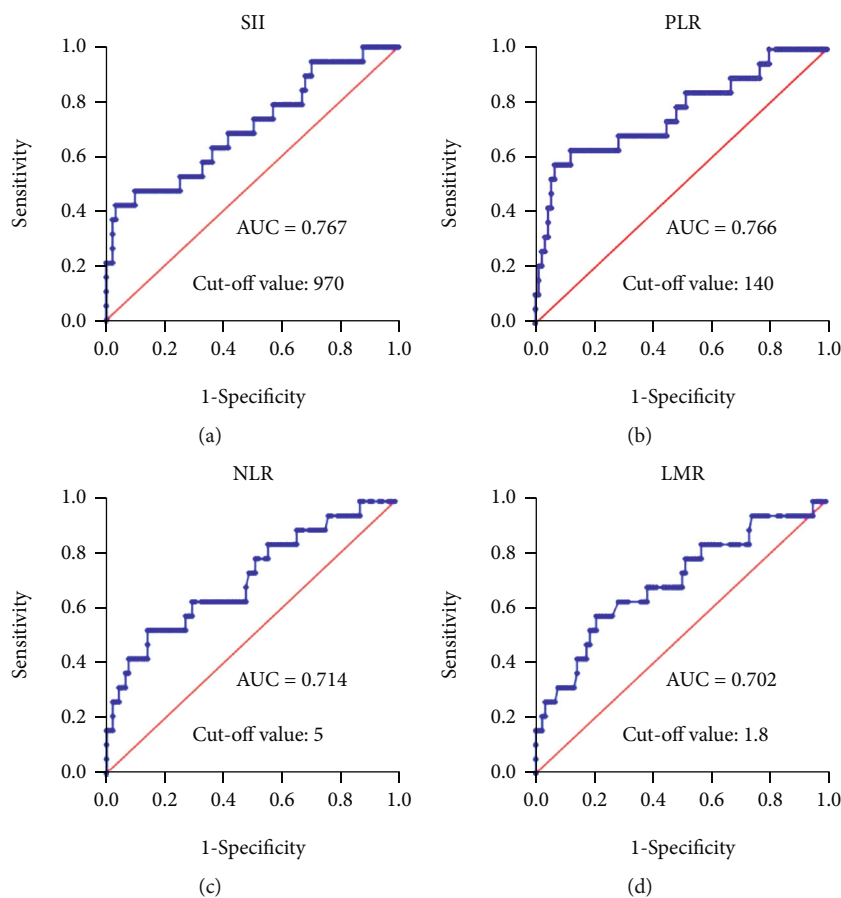 SII
1.0
0.8
0.6
0.4
0.2
0.0
Sensitivity
AUC = 0.767
Cut-off value: 970
0.0 0.2 0.4 0.6 0.8 1.0
1-Specificity
(a)
PLR
1.0
0.8
0.6
0.4
0.2
0.0
Sensitivity
AUC = 0.766
Cut-off value: 140
0.0 0.2 0.4 0.6 0.8 1.0
1-Specificity
(b)
NLR
1.0
0.8
0.6
0.4
0.2
0.0
Sensitivity
AUC = 0.714
Cut-off value: 5
0.0 0.2 0.4 0.6 0.8 1.0
1-Specificity
(c)
LMR
1.0
0.8
0.6
0.4
0.2
0.0
Sensitivity
AUC = 0.702
Cut-off value: 1.8
0.0 0.2 0.4 0.6 0.8 1.0
1-Specificity
(d)